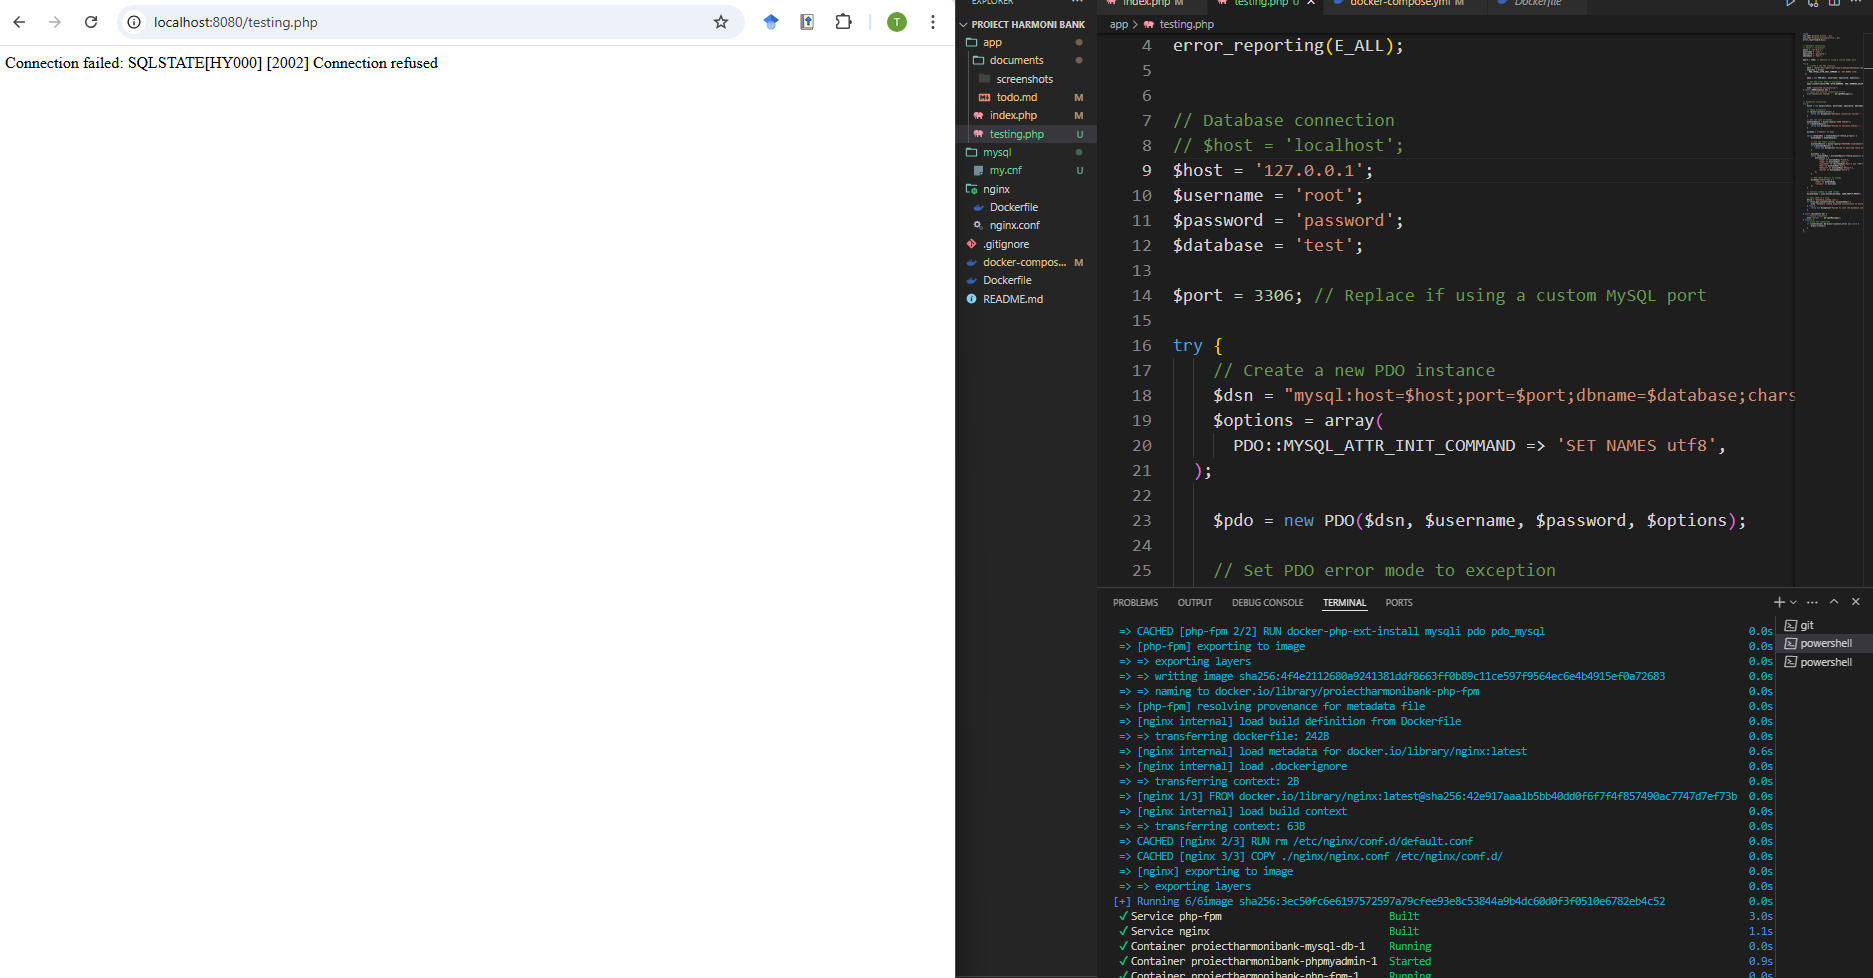 localhost:8080/testing.php
T
Connection failed: SQLSTATE[HY000] [2002] Connection refused
EXPLORER
PROIECT HARMONI BANK
app
documents
screenshots
todo.md M
index.php M
testing.php U
mysql
my.cnf U
nginx
Dockerfile
nginx.conf
.gitignore
docker-compos... M
Dockerfile
README.md
index.php M
testing.php U
docker-compose.yml M
Dockerfile
app > testing.php
4 error_reporting(E_ALL);
5
6
7 // Database connection
8 // $host = 'localhost';
9 $host = '127.0.0.1';
10 $username = 'root';
11 $password = 'password';
12 $database = 'test';
13
14 $port = 3306; // Replace if using a custom MySQL port
15
16 try {
17 // Create a new PDO instance
18 $dsn = "mysql:host=$host;port=$port;dbname=$database;chars
19 $options = array(
20 PDO::MYSQL_ATTR_INIT_COMMAND => 'SET NAMES utf8',
21 );
22
23 $pdo = new PDO($dsn, $username, $password, $options);
24
25 // Set PDO error mode to exception
PROBLEMS OUTPUT DEBUG CONSOLE TERMINAL PORTS
git
powershell
powershell
=> CACHED [php-fpm 2/2] RUN docker-php-ext-install mysqli pdo pdo_mysql 0.0s
=> [php-fpm] exporting to image 0.0s
=> => exporting layers 0.0s
=> => writing image sha256:4f4e2112680a9241381ddf8663ff0b89c11ce597f9564ec6e4b4915ef0a72683 0.0s
=> => naming to docker.io/library/proiectharmonibank-php-fpm 0.0s
=> [php-fpm] resolving provenance for metadata file 0.0s
=> [nginx internal] load build definition from Dockerfile 0.0s
=> => transferring dockerfile: 242B 0.0s
=> [nginx internal] load metadata for docker.io/library/nginx:latest 0.6s
=> [nginx internal] load .dockerignore 0.0s
=> => transferring context: 2B 0.0s
=> [nginx 1/3] FROM docker.io/library/nginx:latest@sha256:42e917aaa1b5bb40dd0f6f7f4f857490ac7747d7ef73b 0.0s
=> [nginx internal] load build context 0.0s
=> => transferring context: 63B 0.0s
=> CACHED [nginx 2/3] RUN rm /etc/nginx/conf.d/default.conf 0.0s
=> CACHED [nginx 3/3] COPY ./nginx/nginx.conf /etc/nginx/conf.d/ 0.0s
=> [nginx] exporting to image 0.0s
=> => exporting layers 0.0s
[+] Running 6/6image sha256:3ec50fc6e6197572597a79cfee93e8c53844a9b4dc60d0f3f0510e6782eb4c52 0.0s
✓ Service php-fpm Built 3.0s
✓ Service nginx Built 1.1s
✓ Container proiectharmonibank-mysql-db-1 Running 0.0s
✓ Container proiectharmonibank-phpmyadmin-1 Started 0.9s
✓ Container proiectharmonibank-php-fpm-1 Running 0.0s